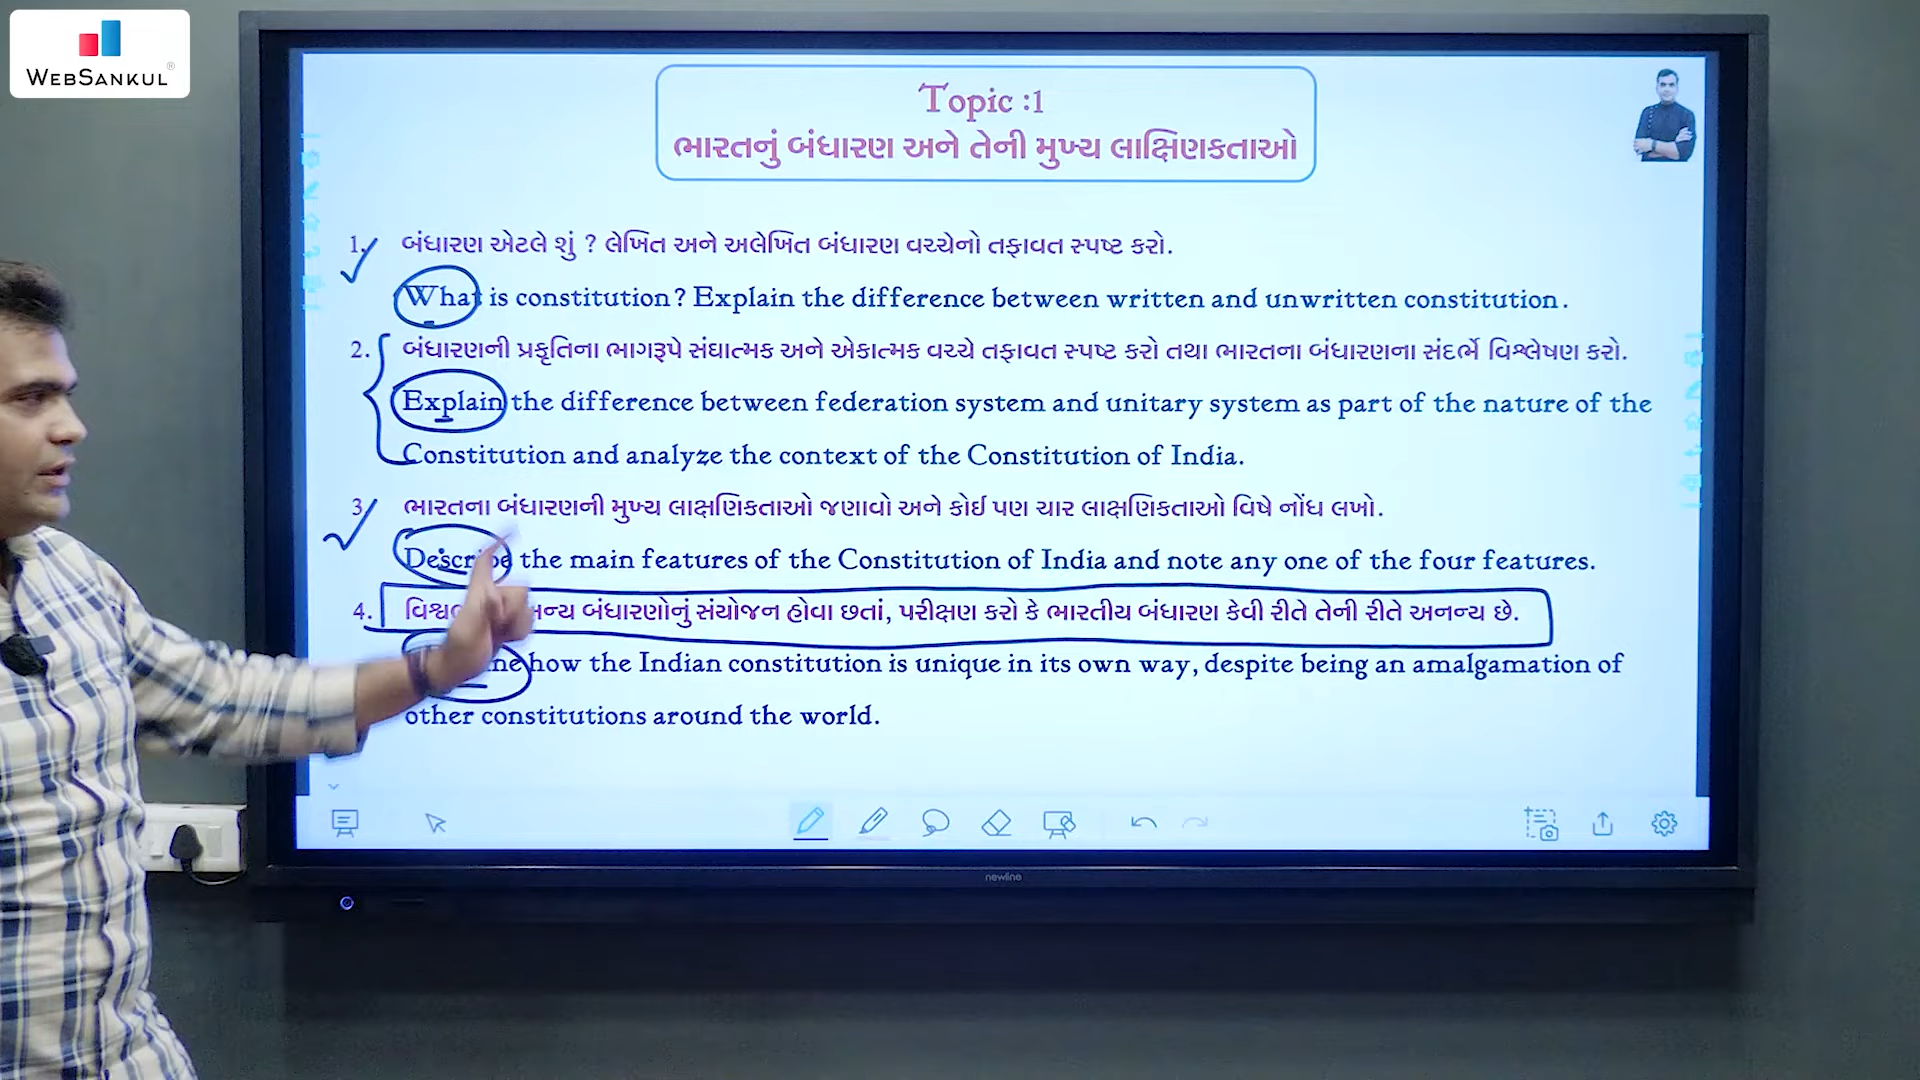 WEBSANKUL®
Topic :1
ભારતનું બંધારણ અને તેની મુખ્ય લાક્ષિણકતાઓ
1. બંધારણ એટલે શું ? લેખિત અને અલેખિત બંધારણ વચ્ચેનો તફાવત સ્પષ્ટ કરો.
What is constitution? Explain the difference between written and unwritten constitution.
2. બંધારણની પ્રકૃતિના ભાગરૂપે સંઘાત્મક અને એકાત્મક વચ્ચે તફાવત સ્પષ્ટ કરો તથા ભારતના બંધારણના સંદર્ભે વિશ્લેષણ કરો.
Explain the difference between federation system and unitary system as part of the nature of the
Constitution and analyze the context of the Constitution of India.
3. ભારતના બંધારણની મુખ્ય લાક્ષણિકતાઓ જણાવો અને કોઈ પણ ચાર લાક્ષણિકતાઓ વિષે નોંધ લખો.
Describe the main features of the Constitution of India and note any one of the four features.
4. બંધારણોનું સંયોજન હોવા છતાં, પરીક્ષણ કરો કે ભારતીય બંધારણ કેવી રીતે તેની રીતે અનન્ય છે.
how the Indian constitution is unique in its own way, despite being an amalgamation of
other constitutions around the world.
newline